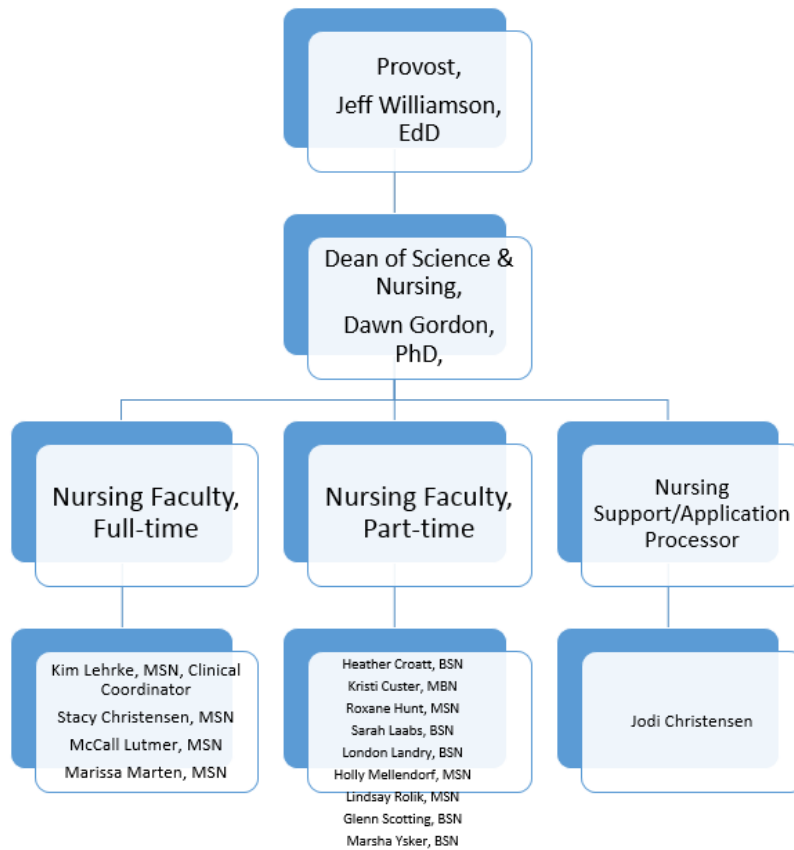 Provost,
Jeff Williamson,
EdD
Dean of Science &
Nursing,
Dawn Gordon,
PhD,
Nursing Faculty,
Full-time
Nursing Faculty,
Part-time
Nursing
Support/Application
Processor
Kim Lehrke, MSN, Clinical
Coordinator
Stacy Christensen, MSN
McCall Lutmer, MSN
Marissa Marten, MSN
Heather Croatt, BSN
Kristi Custer, MBN
Roxane Hunt, MSN
Sarah Laabs, BSN
London Landry, BSN
Holly Mellendorf, MSN
Lindsay Rolik, MSN
Glenn Scotting, BSN
Marsha Ysker, BSN
Jodi Christensen